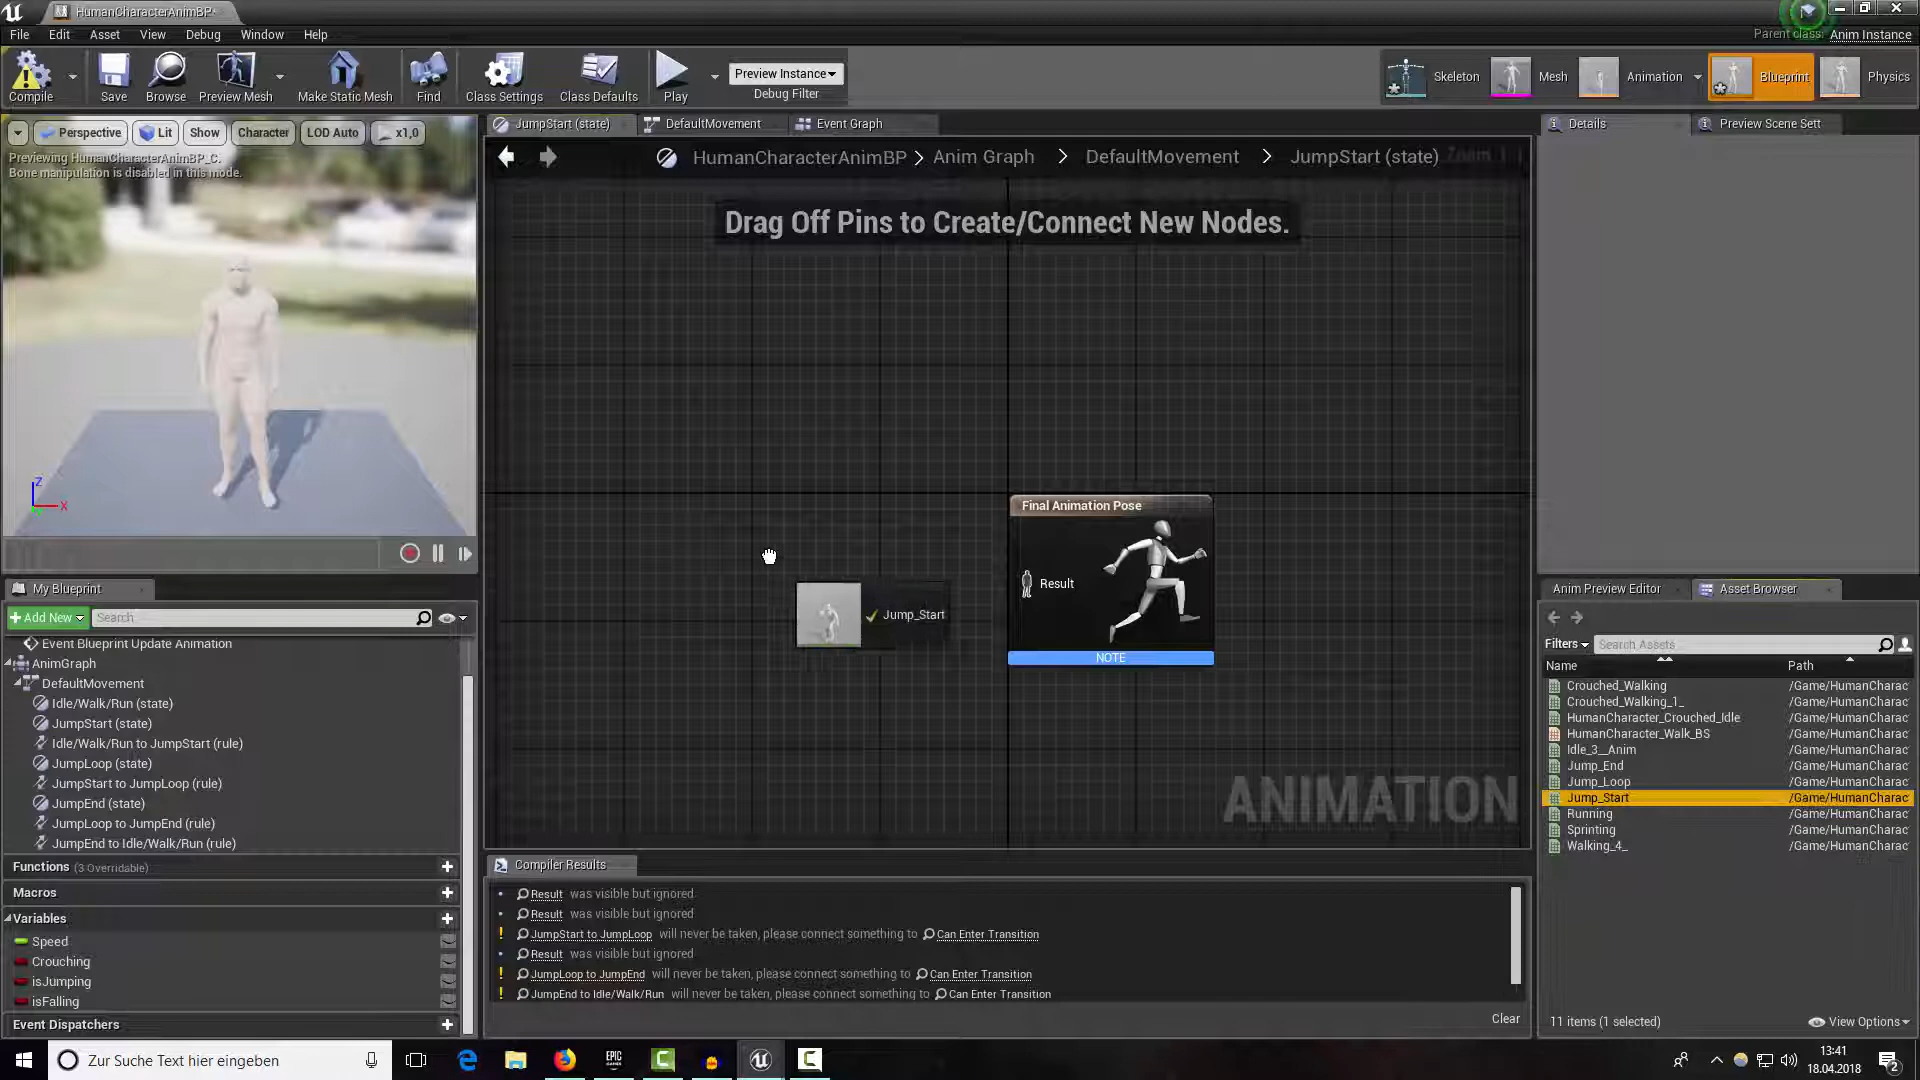 HumanCharacterAnimBP
File Edit Asset View Debug Window Help
Parent class: Anim Instance
Compile
Save
Browse
Preview Mesh
Make Static Mesh
Find
Class Settings
Class Defaults
Play
Preview Instance
Debug Filter
Skeleton
Mesh
Animation
Blueprint
Physics
Perspective
Lit
Show
Character
LOD Auto
x1,0
Previewing HumanCharacterAnimBP_C.
Bone manipulation is disabled in this mode.
Z
X
JumpStart (state)
DefaultMovement
Event Graph
HumanCharacterAnimBP > Anim Graph > DefaultMovement > JumpStart (state)
Drag Off Pins to Create/Connect New Nodes.
Final Animation Pose
Result
NOTE
Jump_Start
ANIMATION
Details
Preview Scene Sett
My Blueprint
Add New
Search
Event Blueprint Update Animation
AnimGraph
DefaultMovement
Idle/Walk/Run (state)
JumpStart (state)
Idle/Walk/Run to JumpStart (rule)
JumpLoop (state)
JumpStart to JumpLoop (rule)
JumpEnd (state)
JumpLoop to JumpEnd (rule)
JumpEnd to Idle/Walk/Run (rule)
Functions (3 Overridable)
Macros
Variables
Speed
Crouching
isJumping
isFalling
Event Dispatchers
Compiler Results
Result was visible but ignored
Result was visible but ignored
JumpStart to JumpLoop will never be taken, please connect something to Can Enter Transition
Result was visible but ignored
JumpLoop to JumpEnd will never be taken, please connect something to Can Enter Transition
JumpEnd to Idle/Walk/Run will never be taken, please connect something to Can Enter Transition
Clear
Anim Preview Editor
Asset Browser
Filters
Search Assets
Name Path
Crouched_Walking /Game/HumanCharac
Crouched_Walking_1_ /Game/HumanCharac
HumanCharacter_Crouched_Idle /Game/HumanCharac
HumanCharacter_Walk_BS /Game/HumanCharac
Idle_3__Anim /Game/HumanCharac
Jump_End /Game/HumanCharac
Jump_Loop /Game/HumanCharac
Jump_Start /Game/HumanCharac
Running /Game/HumanCharac
Sprinting /Game/HumanCharac
Walking_4_ /Game/HumanCharac
11 items (1 selected)
View Options
Zur Suche Text hier eingeben
EPIC GAMES
13:41
18.04.2018
2